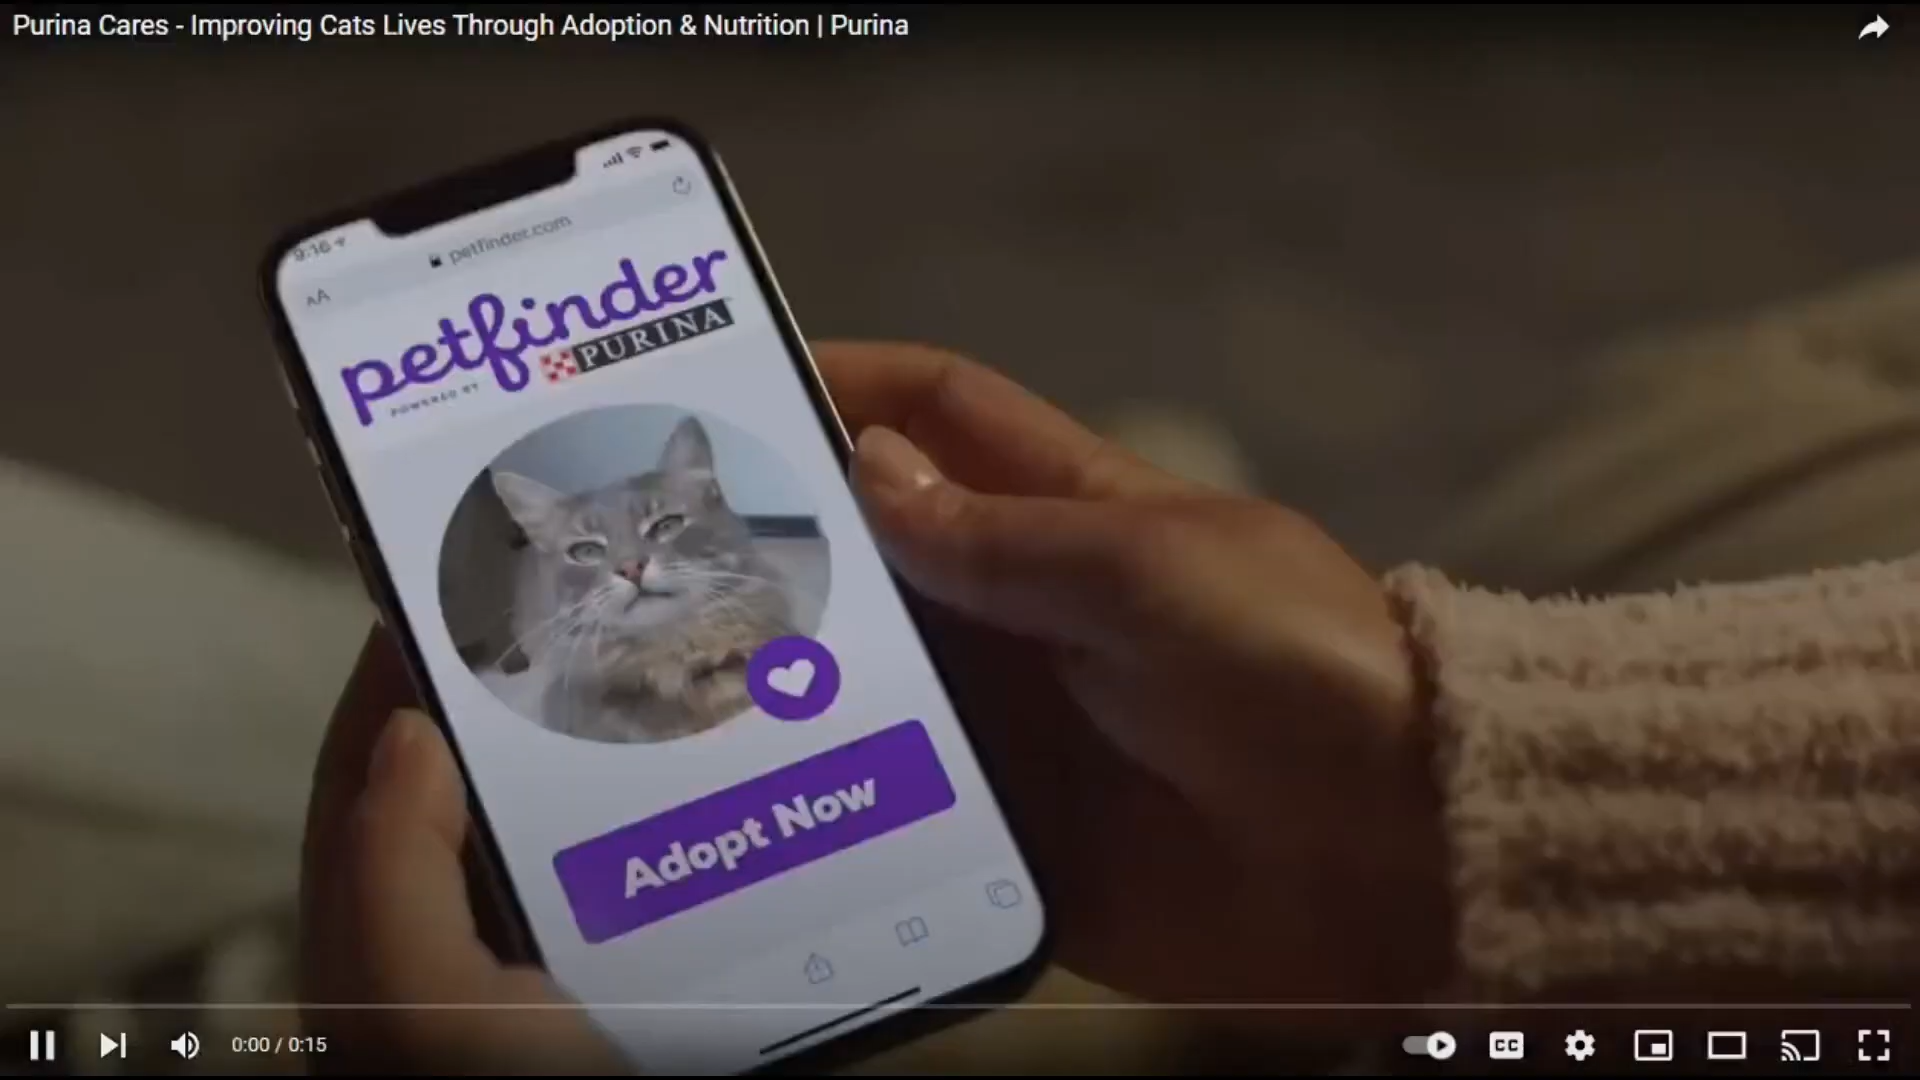 Purina Cares - Improving Cats Lives Through Adoption & Nutrition | Purina
9:16
AA
petfinder.com
petfinder
POWERED BY PURINA
Adopt Now
0:00 / 0:15
CC